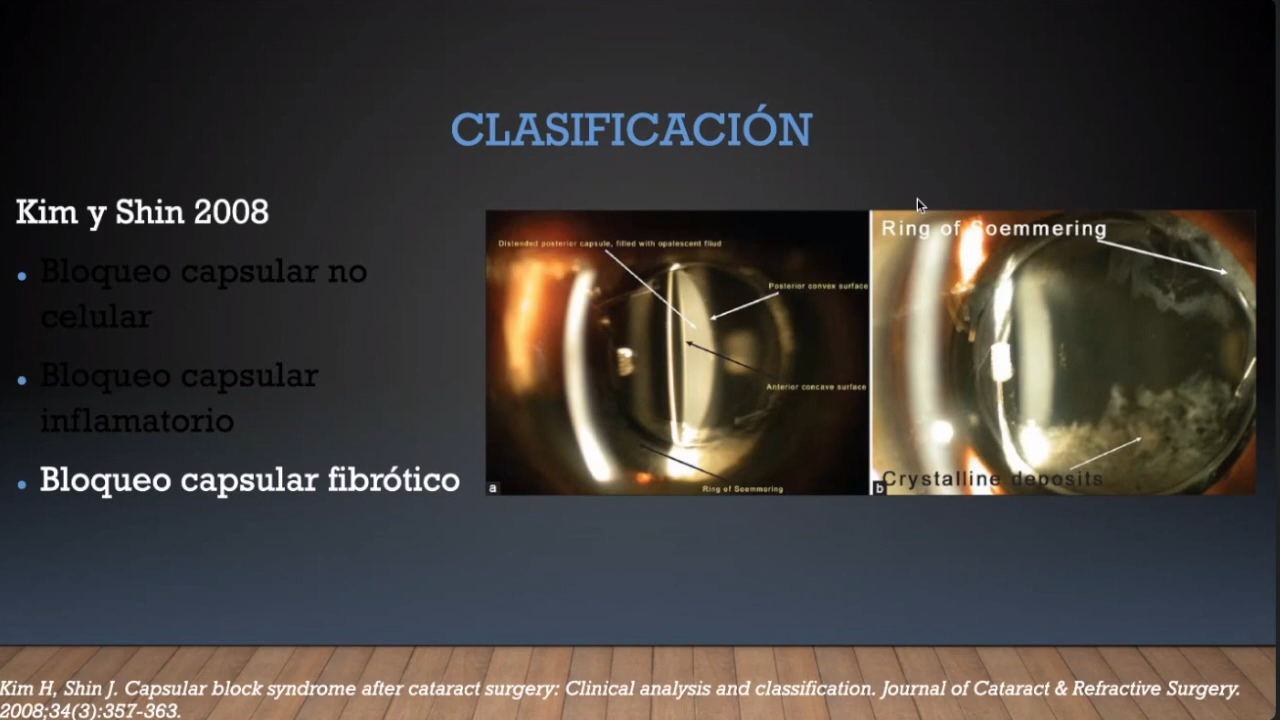 CLASIFICACIÓN
Kim y Shin 2008
• Bloqueo capsular no
celular
• Bloqueo capsular
inflamatorio
• Bloqueo capsular fibrótico
Distended posterior capsule, filled with opalescent fliud
Posterior convex surface
Anterior concave surface
Ring of Soemmering
a
Ring of Soemmering
Crystalline deposits
b
Kim H, Shin J. Capsular block syndrome after cataract surgery: Clinical analysis and classification. Journal of Cataract & Refractive Surgery.
2008;34(3):357-363.